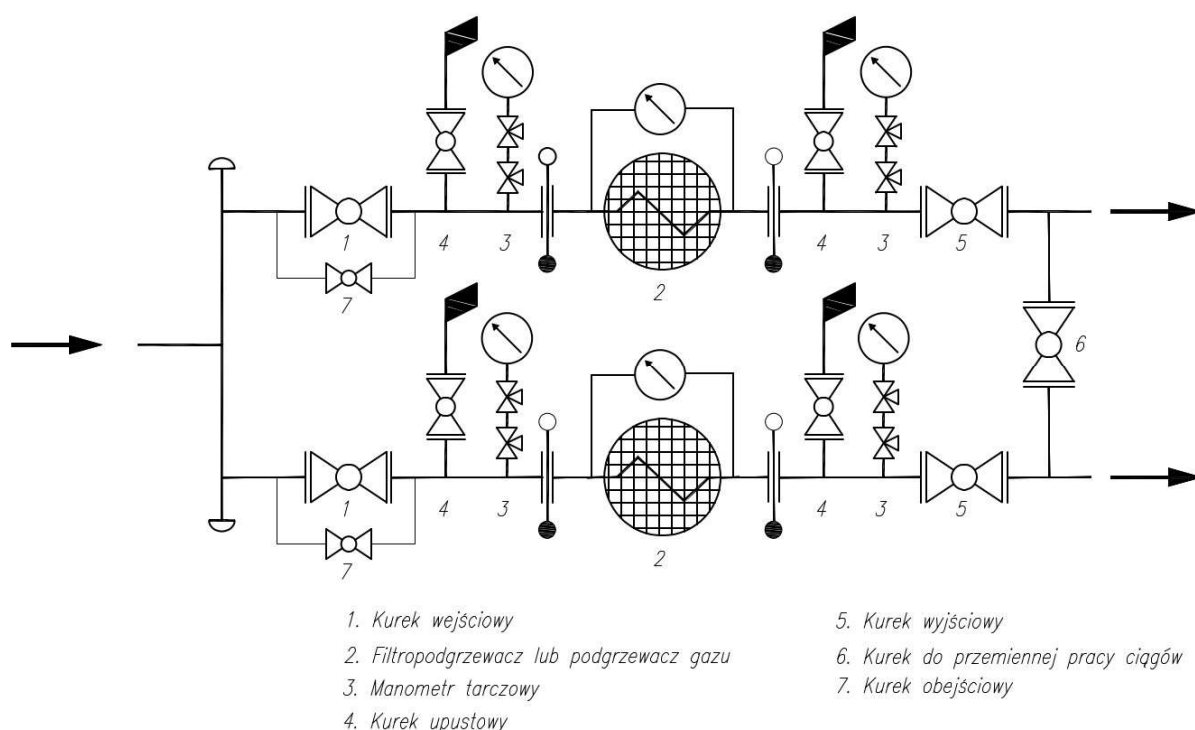 1 4 3 2 4 3 5
7
6
1 4 3 2 4 3 5
7
1. Kurek wejściowy
2. Filtropodgrzewacz lub podgrzewacz gazu
3. Manometr tarczowy
4. Kurek upustowy
5. Kurek wyjściowy
6. Kurek do przemiennej pracy ciągów
7. Kurek obejściowy